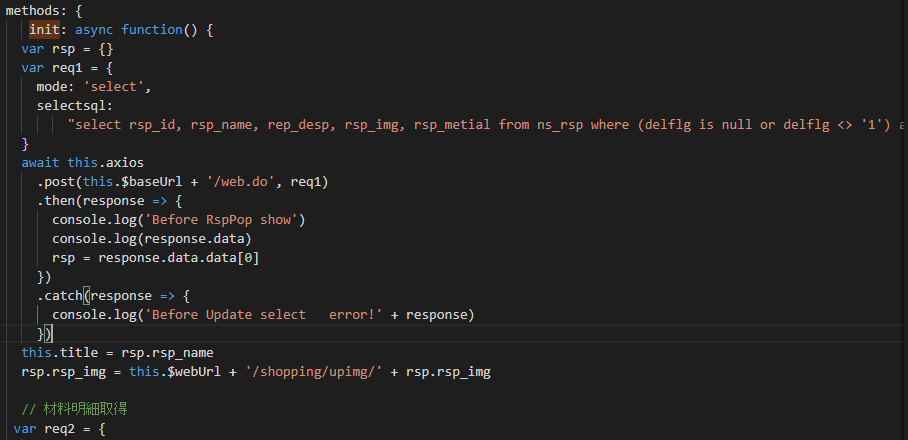 methods: {
init: async function() {
var rsp = {}
var req1 = {
mode: 'select',
selectsql:
"select rsp_id, rsp_name, rep_desp, rsp_img, rsp_metial from ns_rsp where (delflg is null or delflg <> '1') a
}
await this.axios
.post(this.$baseUrl + '/web.do', req1)
.then(response => {
console.log('Before RspPop show')
console.log(response.data)
rsp = response.data.data[0]
})
.catch(response => {
console.log('Before Update select   error!' + response)
})
this.title = rsp.rsp_name
rsp.rsp_img = this.$webUrl + '/shopping/upimg/' + rsp.rsp_img
// 材料明細取得
var req2 = {